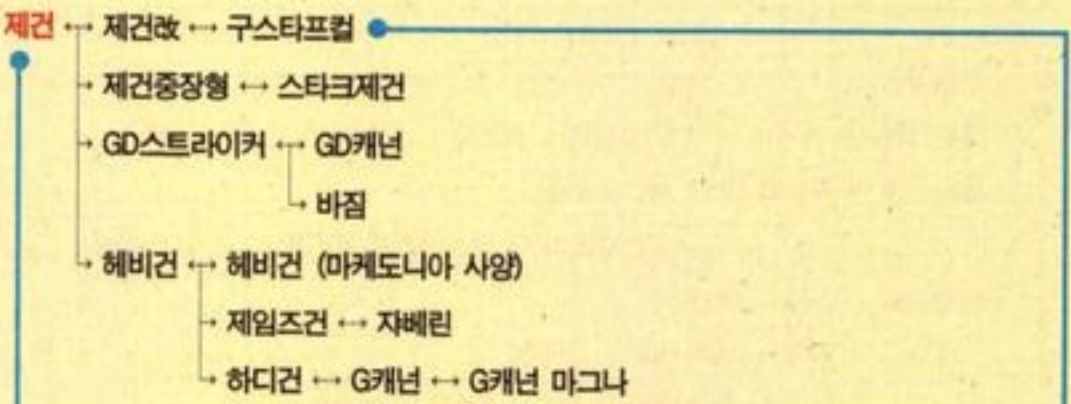 제건 ↔ 제건改 ↔ 구스타프컬
제건중장형 ↔ 스타크제건
GD스트라이커 ↔ GD캐넌
바짐
헤비건 ↔ 헤비건 (마케도니아 사양)
제임즈건 ↔ 자베린
하디건 ↔ G캐넌 ↔ G캐넌 마그나